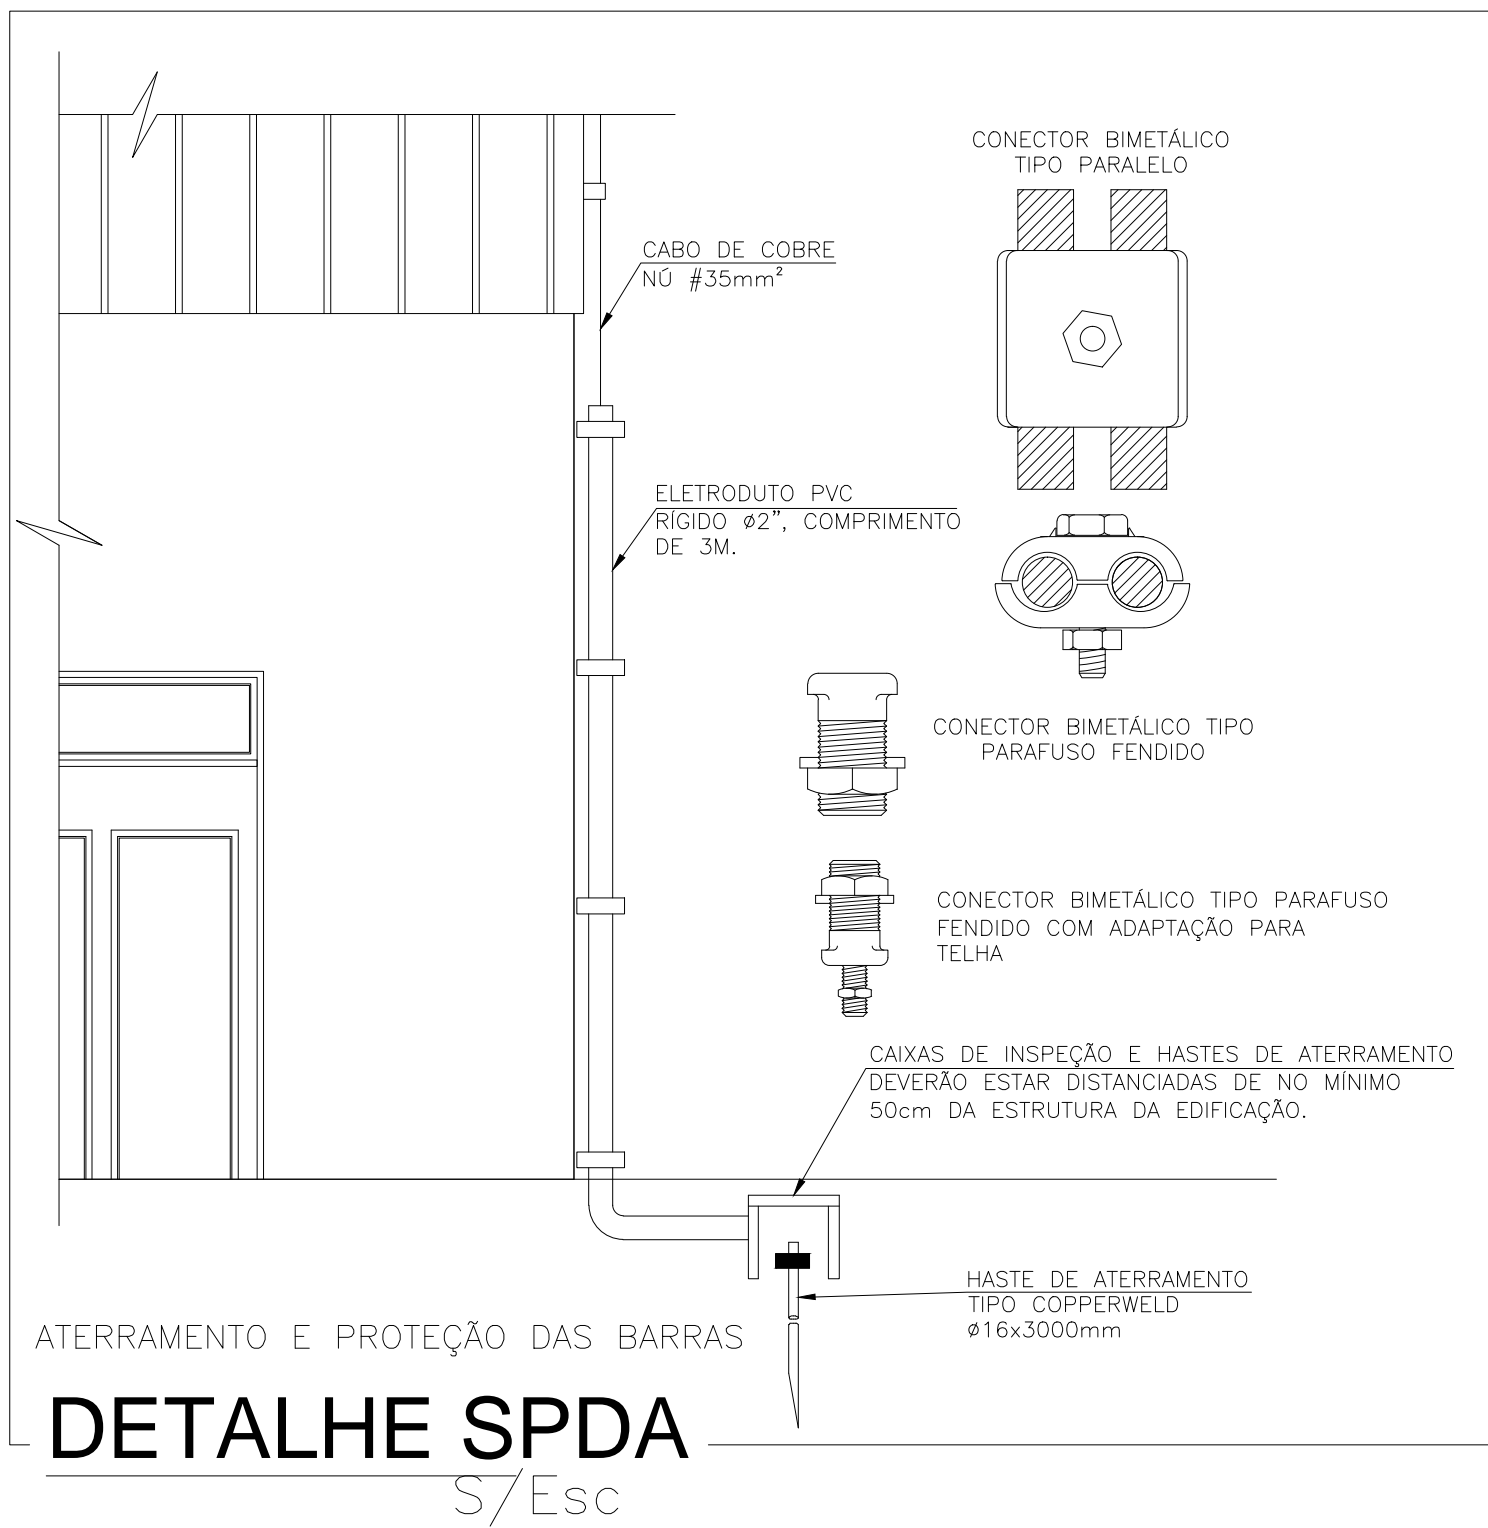 CONECTOR BIMETÁLICO
TIPO PARALELO
CABO DE COBRE
NÚ #35mm²
ELETRODUTO PVC
RÍGIDO ø2”, COMPRIMENTO
DE 3M.
CONECTOR BIMETÁLICO TIPO
PARAFUSO FENDIDO
CONECTOR BIMETÁLICO TIPO PARAFUSO
FENDIDO COM ADAPTAÇÃO PARA
TELHA
CAIXAS DE INSPEÇÃO E HASTES DE ATERRAMENTO
DEVERÃO ESTAR DISTANCIADAS DE NO MÍNIMO
50cm DA ESTRUTURA DA EDIFICAÇÃO.
HASTE DE ATERRAMENTO
TIPO COPPERWELD
ø16x3000mm
ATERRAMENTO E PROTEÇÃO DAS BARRAS
DETALHE SPDA
S/Esc